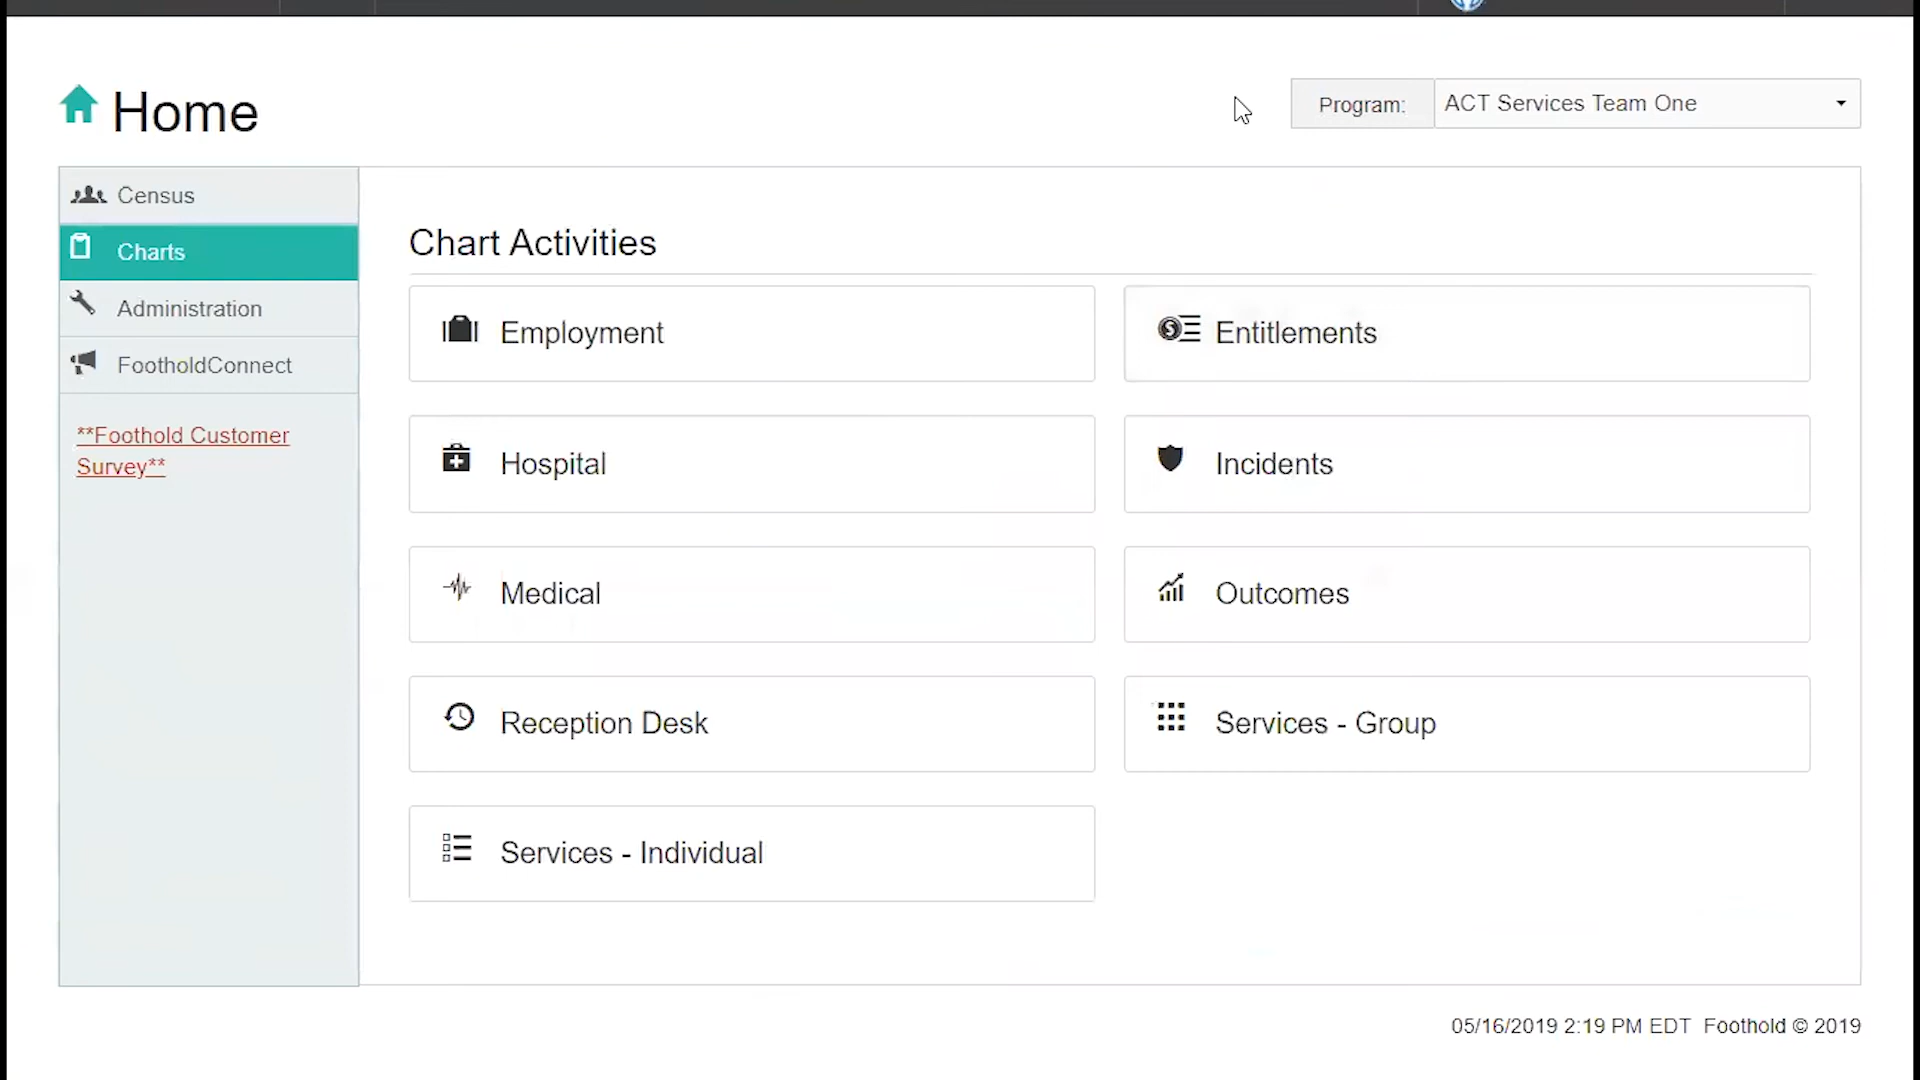 Home
Program:
ACT Services Team One
Census
Charts
Administration
FootholdConnect
**Foothold Customer
Survey**
Chart Activities
Employment
Entitlements
Hospital
Incidents
Medical
Outcomes
Reception Desk
Services - Group
Services - Individual
05/16/2019 2:19 PM EDT Foothold © 2019